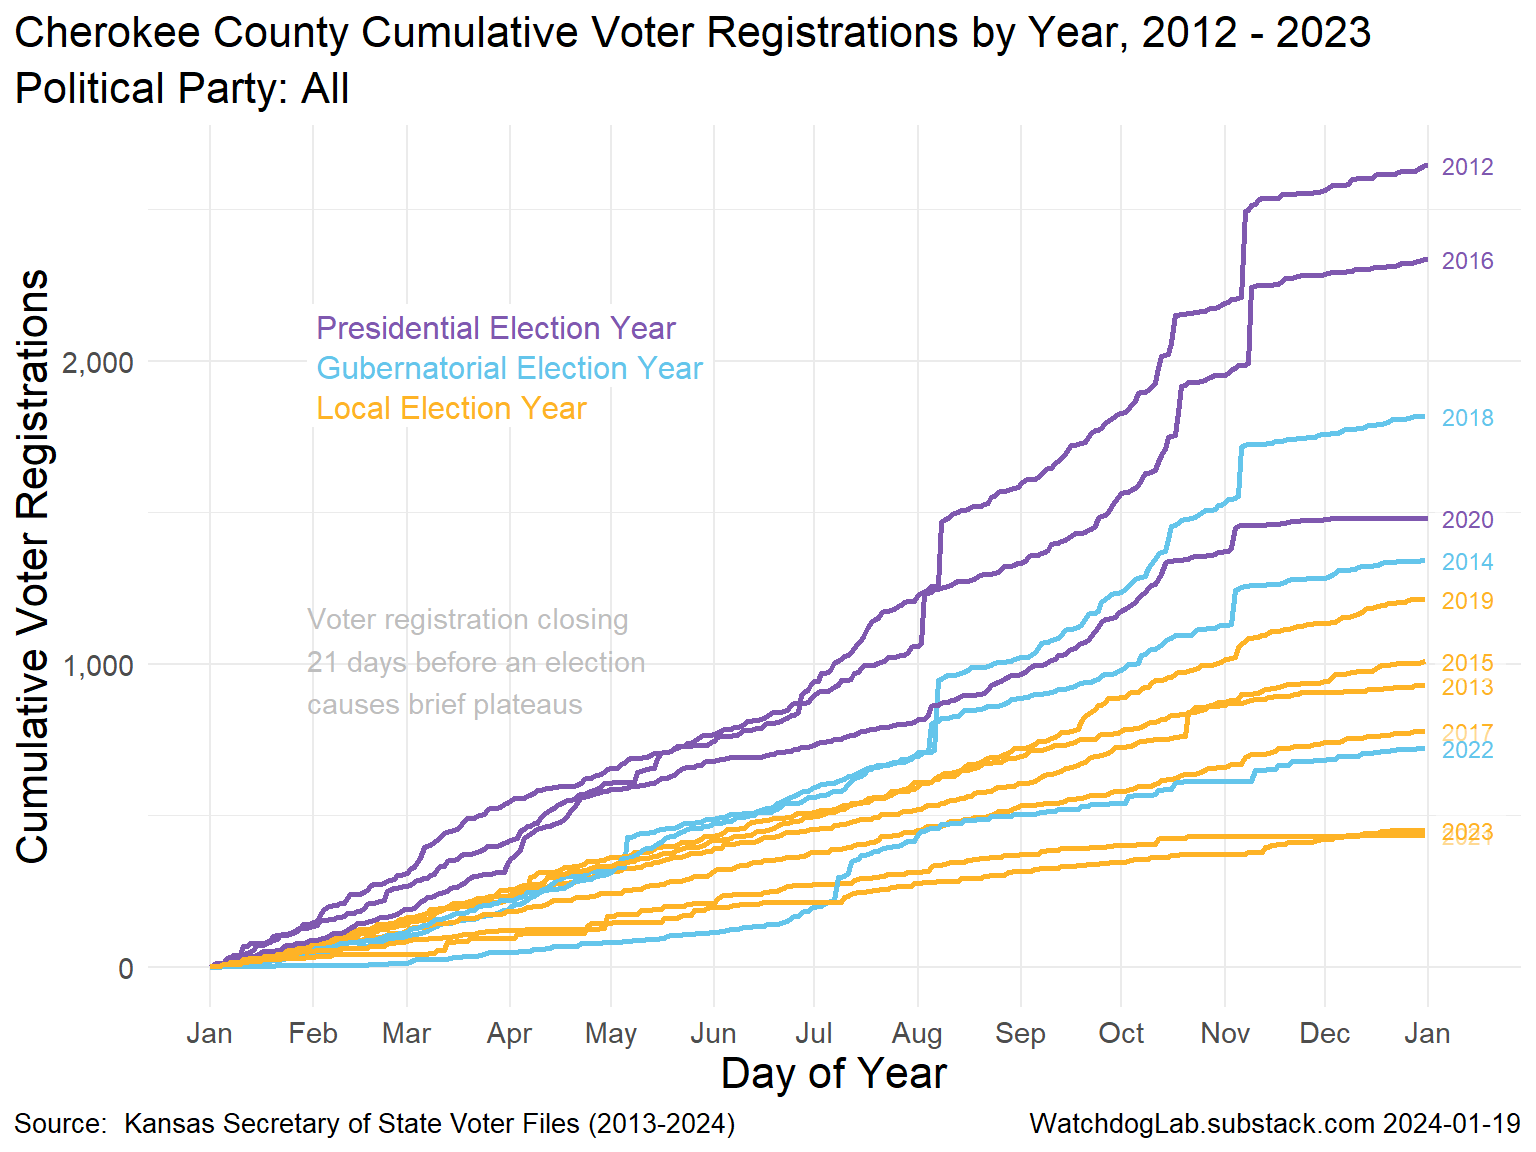 Cherokee County Cumulative Voter Registrations by Year, 2012 - 2023
Political Party: All
Cumulative Voter Registrations
2,000
1,000
0
Presidential Election Year
Gubernatorial Election Year
Local Election Year
Voter registration closing
21 days before an election
causes brief plateaus
2012
2016
2018
2020
2014
2019
2015
2013
2017
2022
2023
2021
Jan Feb Mar Apr May Jun Jul Aug Sep Oct Nov Dec Jan
Day of Year
Source:  Kansas Secretary of State Voter Files (2013-2024)
WatchdogLab.substack.com 2024-01-19